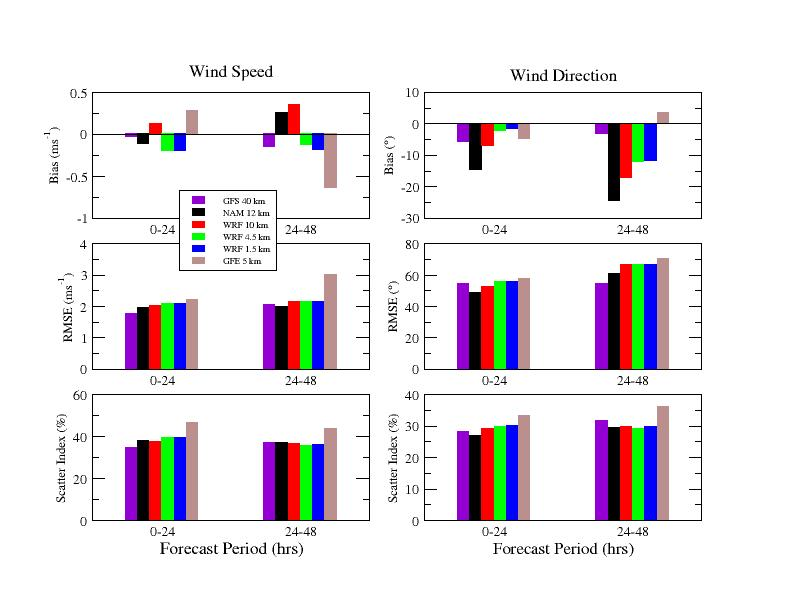 Wind Speed
Wind Direction
0.5
0
-0.5
-1
Bias (ms-1)
0-24
24-48
10
0
-10
-20
-30
Bias (°)
0-24
24-48
GFS 40 km
NAM 12 km
WRF 10 km
WRF 4.5 km
WRF 1.5 km
GFE 5 km
4
3
2
1
0
RMSE (ms-1)
0-24
24-48
80
60
40
20
0
RMSE (°)
0-24
24-48
60
40
20
0
Scatter Index (%)
0-24
24-48
Forecast Period (hrs)
40
30
20
10
0
Scatter Index (%)
0-24
24-48
Forecast Period (hrs)